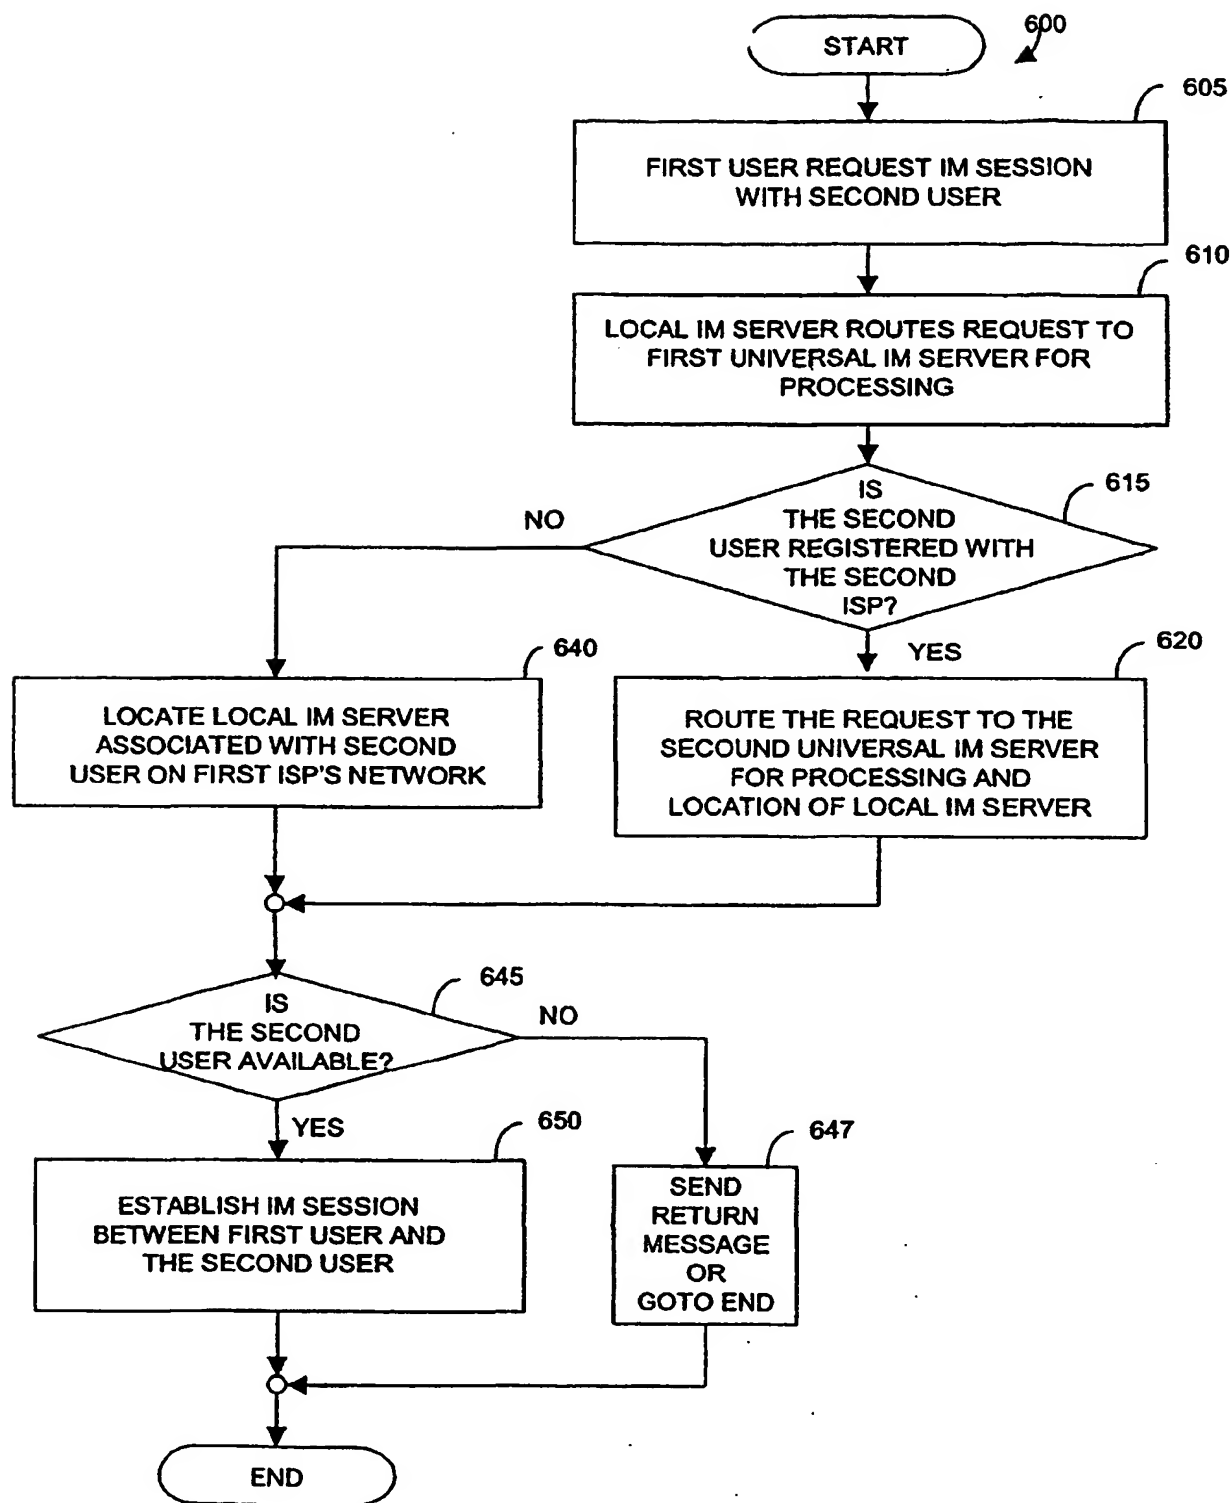 START
600
605
FIRST USER REQUEST IM SESSION
WITH SECOND USER
610
LOCAL IM SERVER ROUTES REQUEST TO
FIRST UNIVERSAL IM SERVER FOR
PROCESSING
615
IS
THE SECOND
USER REGISTERED WITH
THE SECOND
ISP?
NO
YES
640
LOCATE LOCAL IM SERVER
ASSOCIATED WITH SECOND
USER ON FIRST ISP'S NETWORK
620
ROUTE THE REQUEST TO THE
SECOUND UNIVERSAL IM SERVER
FOR PROCESSING AND
LOCATION OF LOCAL IM SERVER
645
IS
THE SECOND
USER AVAILABLE?
NO
YES
650
ESTABLISH IM SESSION
BETWEEN FIRST USER AND
THE SECOND USER
647
SEND
RETURN
MESSAGE
OR
GOTO END
END